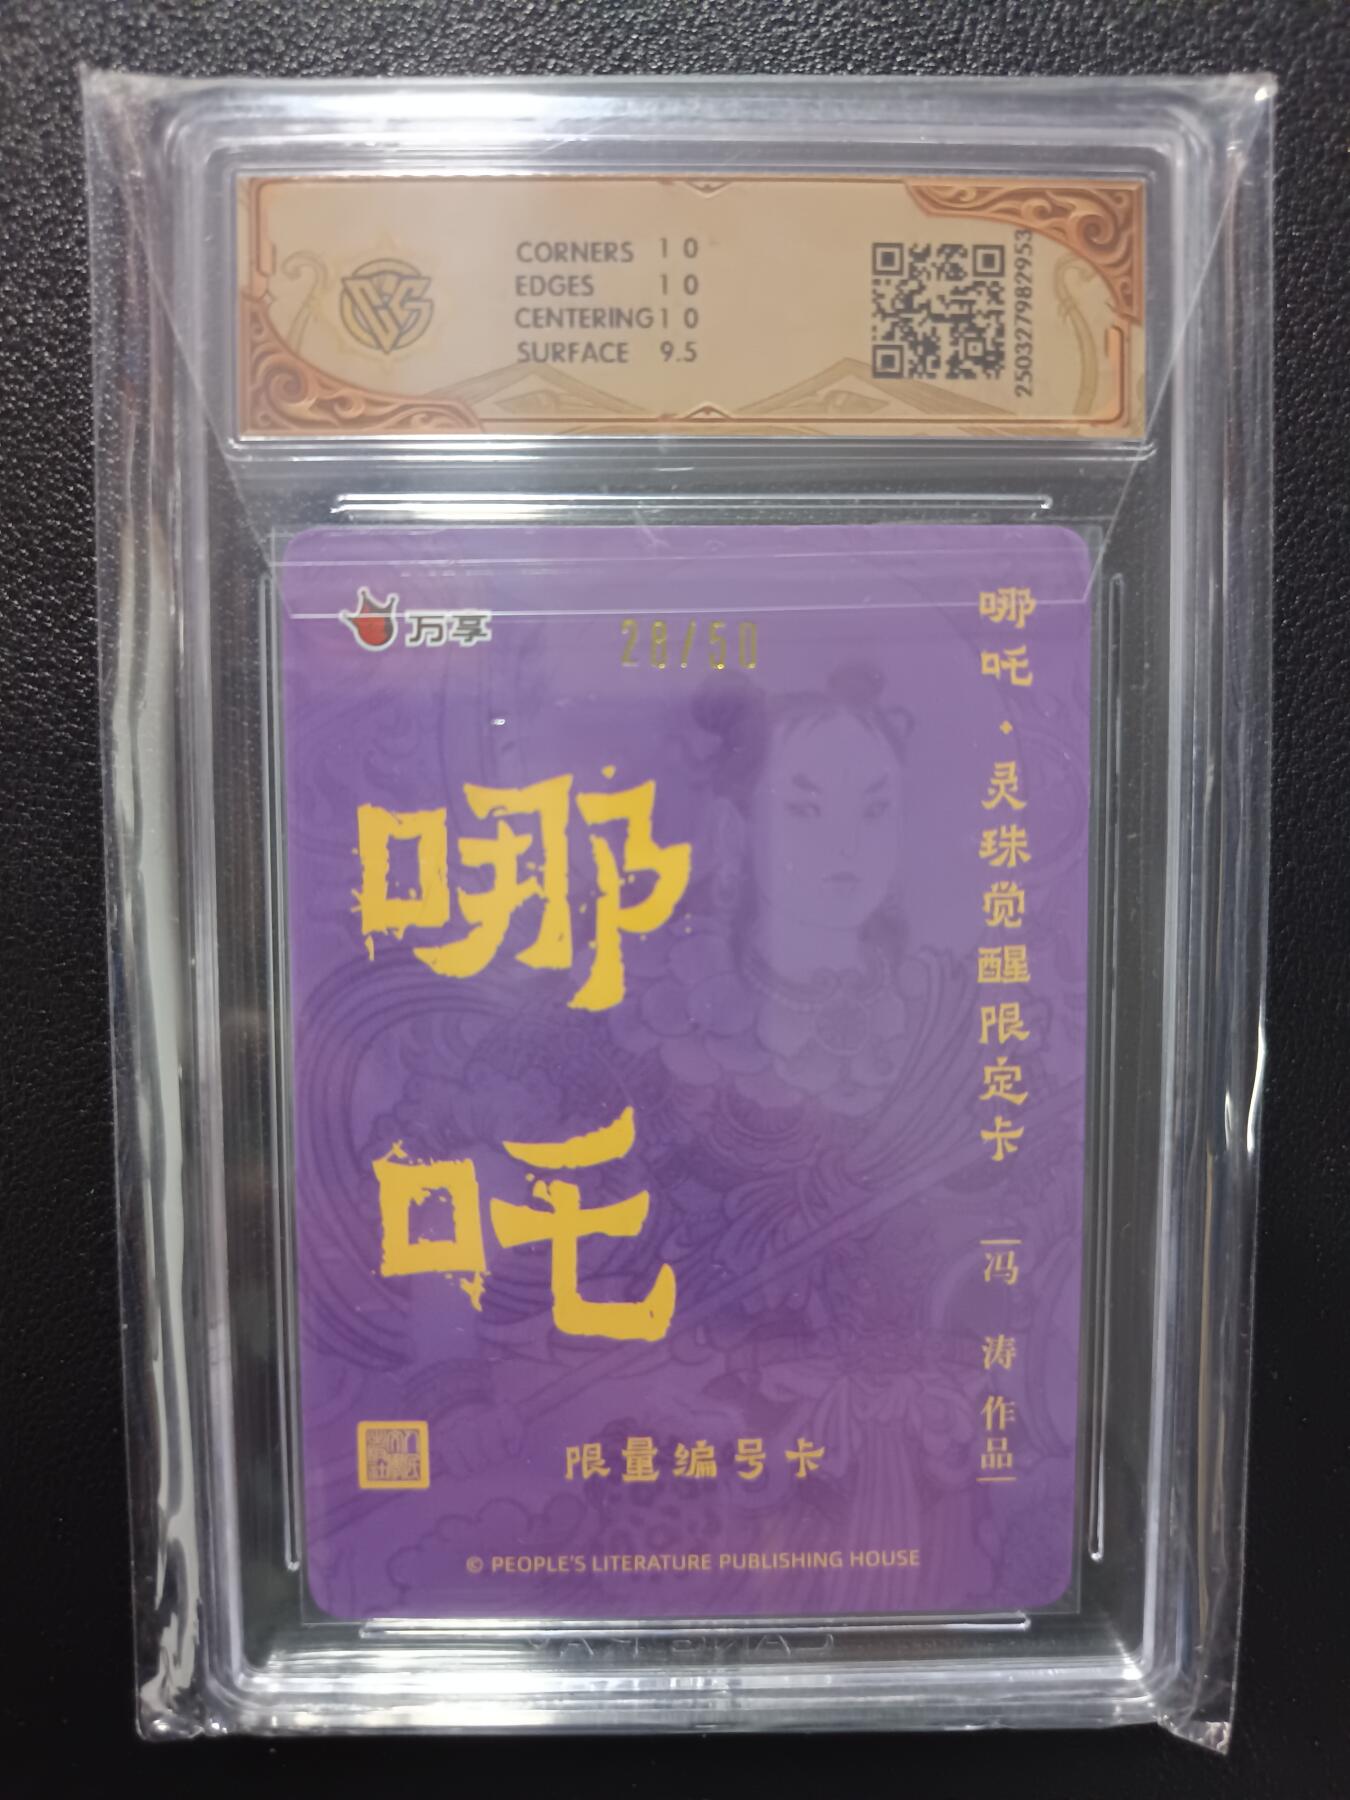 CORNERS 10
EDGES 10
CENTERING 10
SURFACE 9.5
250327982953
万享
28/50
哪吒·灵珠觉醒限定卡
冯涛作品
哪吒
限量编号卡
© PEOPLE'S LITERATURE PUBLISHING HOUSE